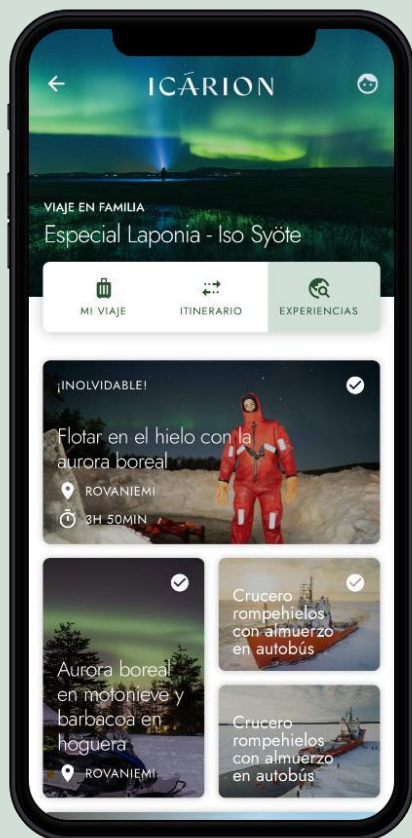 ICÁRION
VIAJE EN FAMILIA
Especial Laponia - Iso Syöte
MI VIAJE
ITINERARIO
EXPERIENCIAS
¡INOLVIDABLE!
Flotar en el hielo con la
aurora boreal
ROVANIEMI
3H 50MIN
Aurora boreal
en motonieve y
barbacoa en
hoguera
ROVANIEMI
Crucero
rompehielos
con almuerzo
en autobús
Crucero
rompehielos
con almuerzo
en autobús